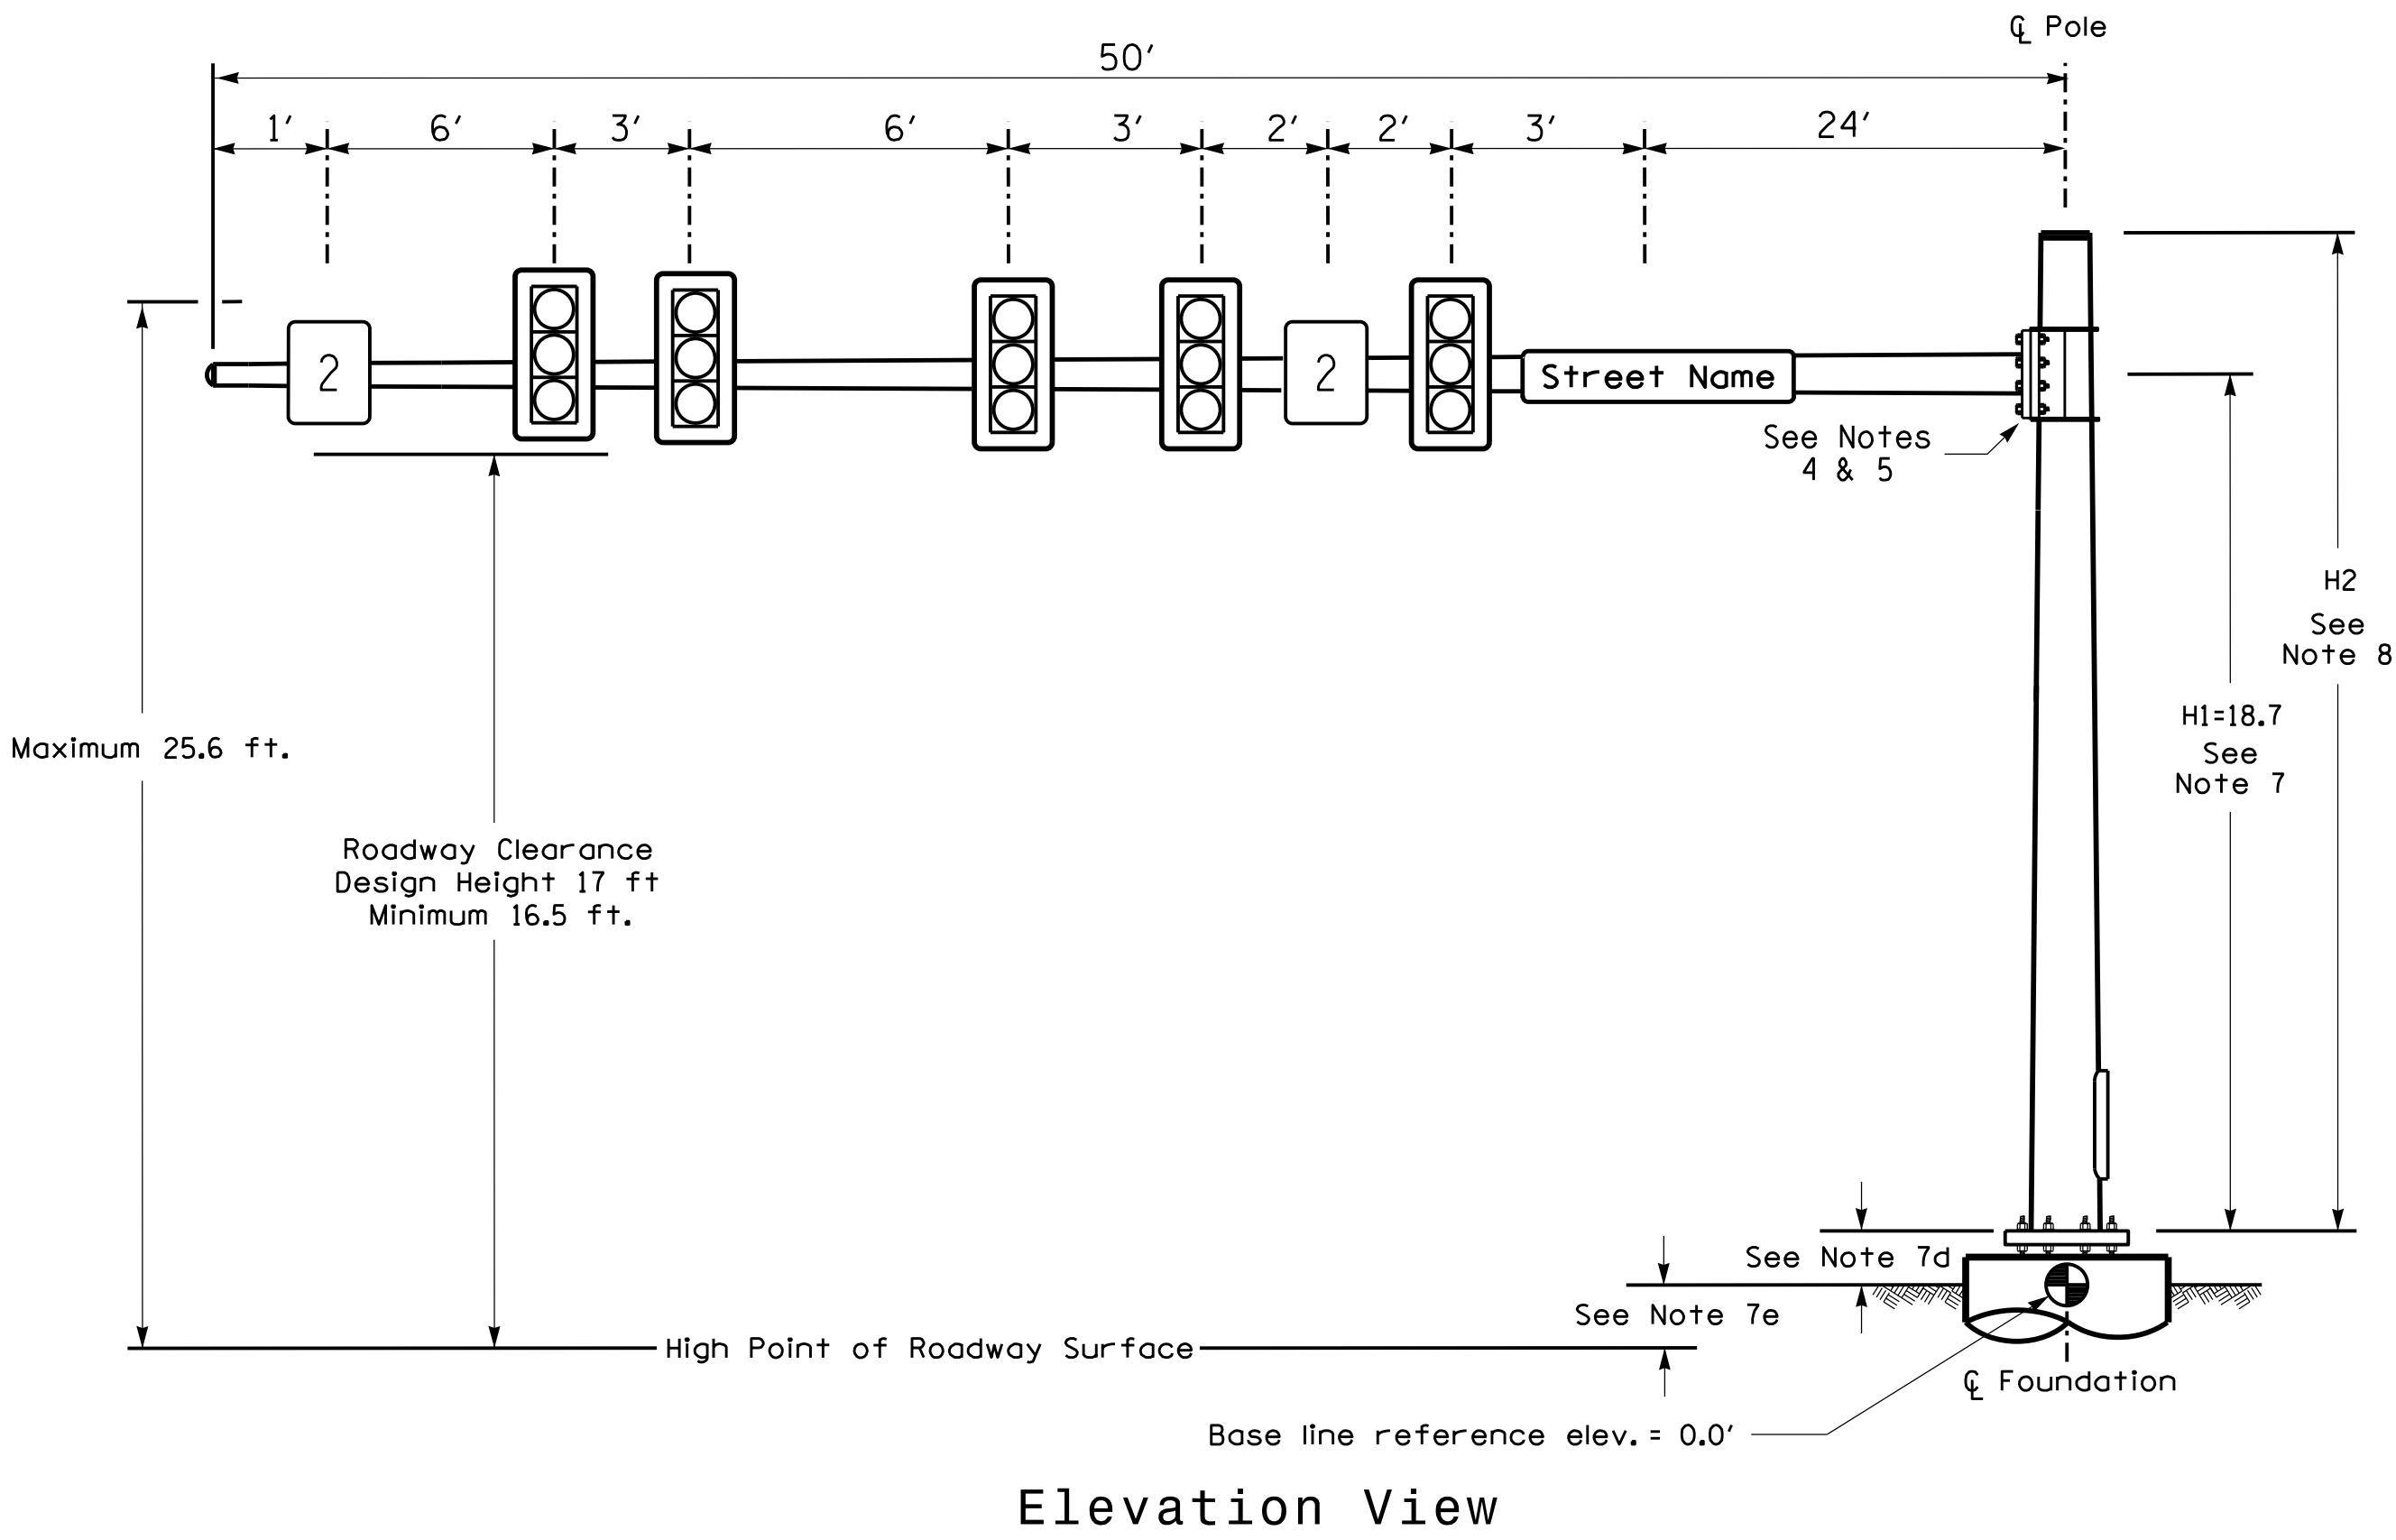 ℄ Pole
50'
1' 6' 3' 6' 3' 2' 2' 3' 24'
2
2
Street Name
See Notes
4 & 5
H2
See
Note 8
H1=18.7
See
Note 7
Maximum 25.6 ft.
Roadway Clearance
Design Height 17 ft
Minimum 16.5 ft.
See Note 7d
See Note 7e
High Point of Roadway Surface
℄ Foundation
Base line reference elev. = 0.0'
Elevation View